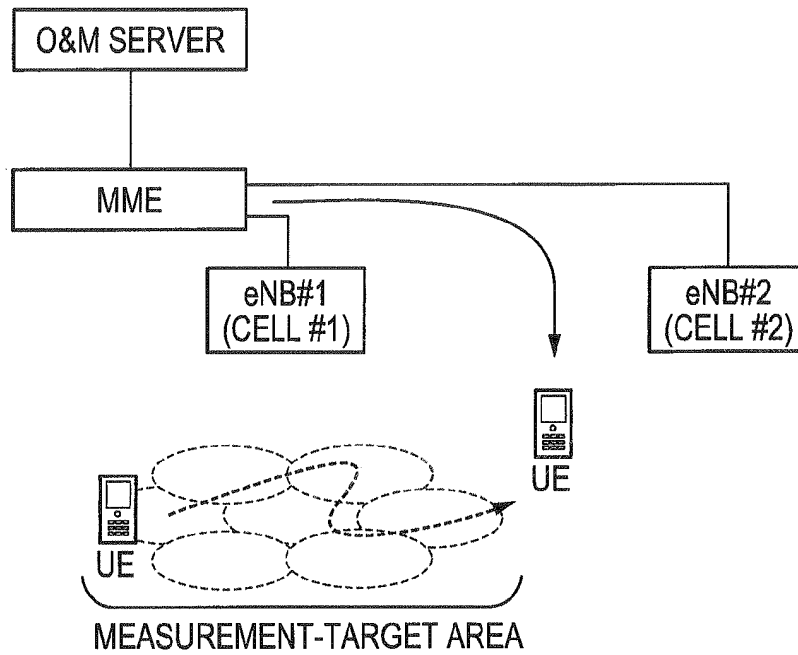 O&M SERVER
MME
eNB#1
(CELL #1)
eNB#2
(CELL #2)
UE
UE
MEASUREMENT-TARGET AREA